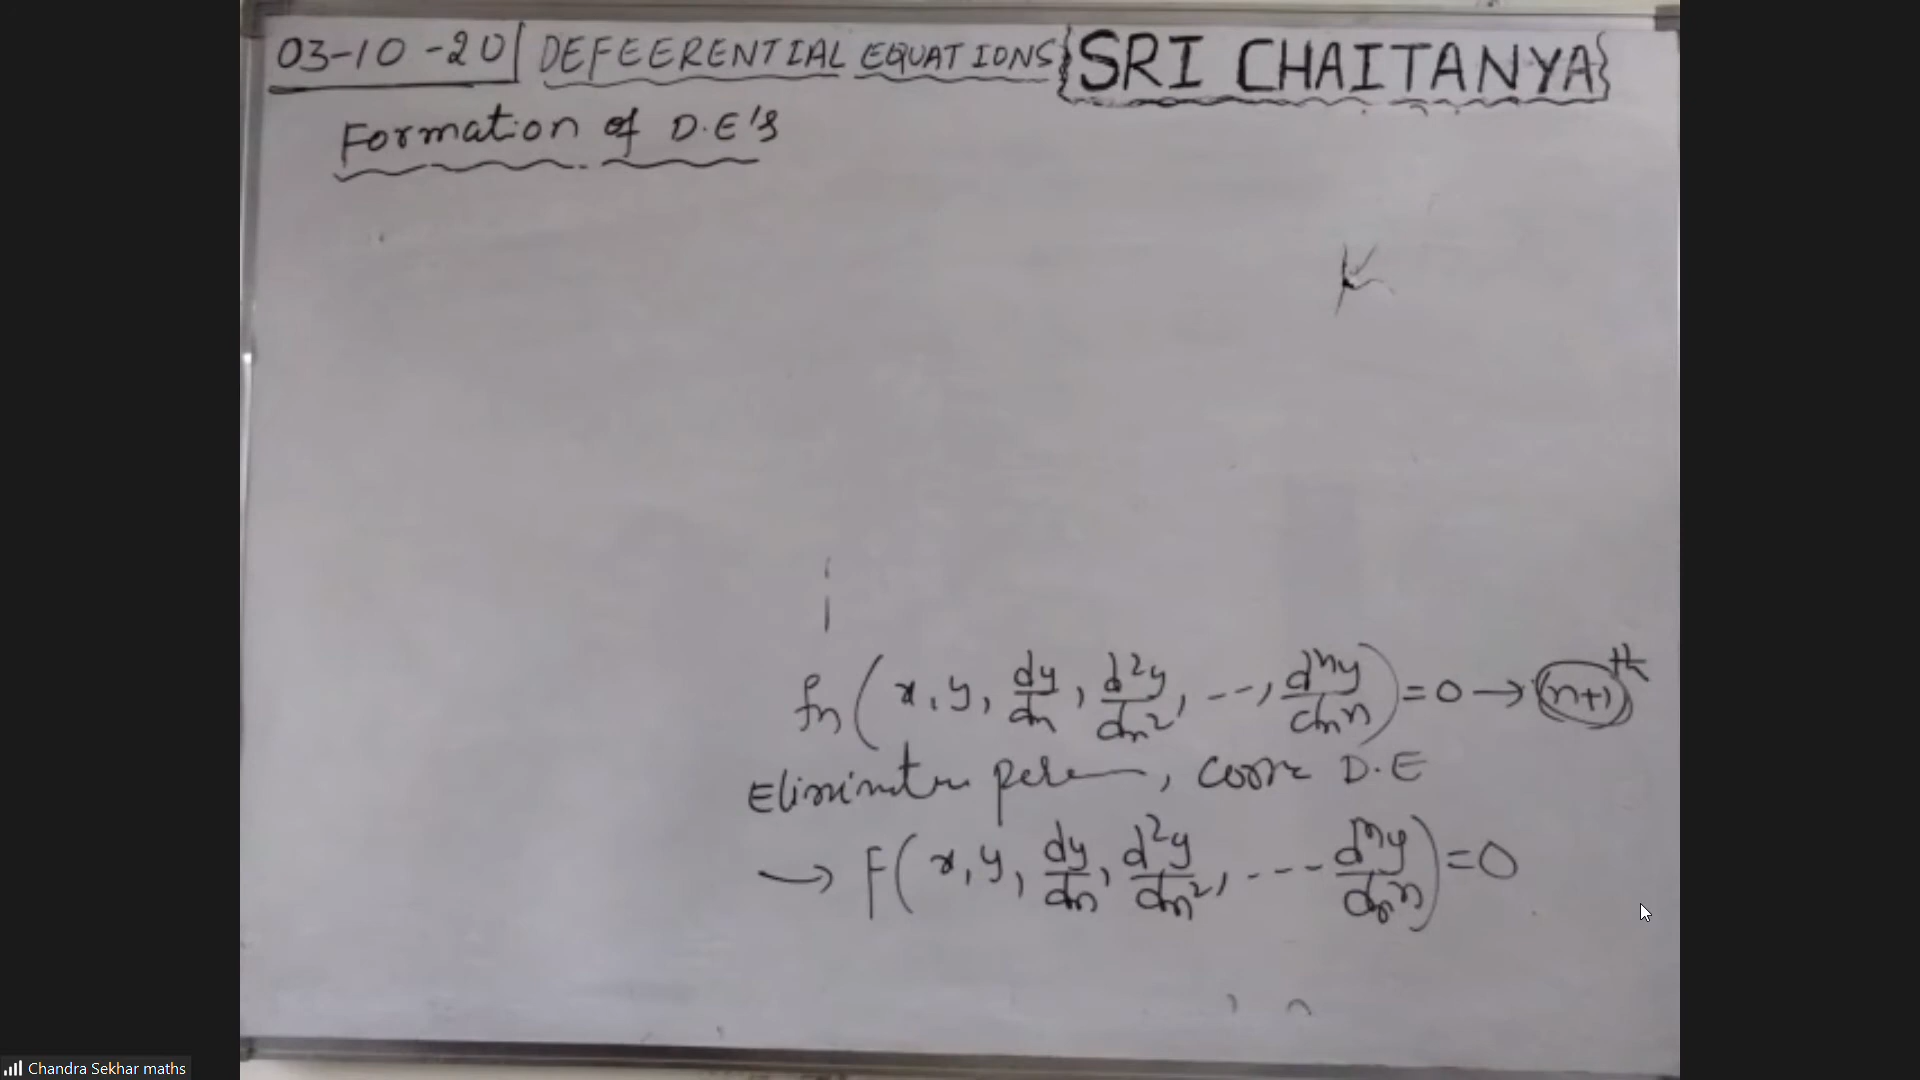 03-10-20 DEFEERENTIAL EQUATIONS {SRI CHAITANYA}
Formation of D.E's
fn(x, y, dy/dx, d²y/dx², ---, dⁿy/dxⁿ) = 0 → (n+1)th
, D.E
→ F(x, y, dy/dx, d²y/dx², ---- dⁿy/dxⁿ) = 0
Chandra Sekhar maths